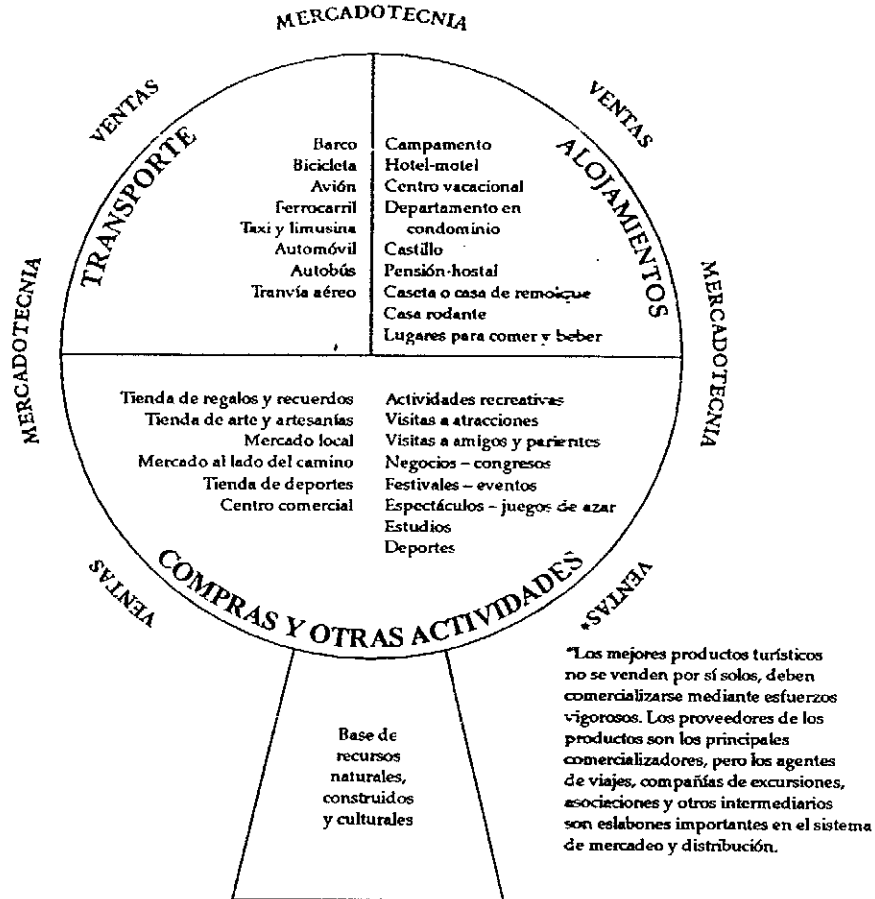 MERCADOTECNIA
VENTAS
VENTAS
TRANSPORTE
ALOJAMIENTOS
Barco
Bicicleta
Avión
Ferrocarril
Taxi y limusina
Automóvil
Autobús
Tranvía aéreo
Campamento
Hotel-motel
Centro vacacional
Departamento en
condominio
Castillo
Pensión-hostal
Caseta o casa de remolque
Casa rodante
Lugares para comer y beber
MERCADOTECNIA
MERCADOTECNIA
Tienda de regalos y recuerdos
Tienda de arte y artesanías
Mercado local
Mercado al lado del camino
Tienda de deportes
Centro comercial
Actividades recreativas
Visitas a atracciones
Visitas a amigos y parientes
Negocios – congresos
Festivales – eventos
Espectáculos – juegos de azar
Estudios
Deportes
VENTAS
COMPRAS Y OTRAS ACTIVIDADES
VENTAS*
Base de
recursos
naturales,
construidos
y culturales
*Los mejores productos turísticos
no se venden por sí solos, deben
comercializarse mediante esfuerzos
vigorosos. Los proveedores de los
productos son los principales
comercializadores, pero los agentes
de viajes, compañías de excursiones,
asociaciones y otros intermediarios
son eslabones importantes en el sistema
de mercadeo y distribución.